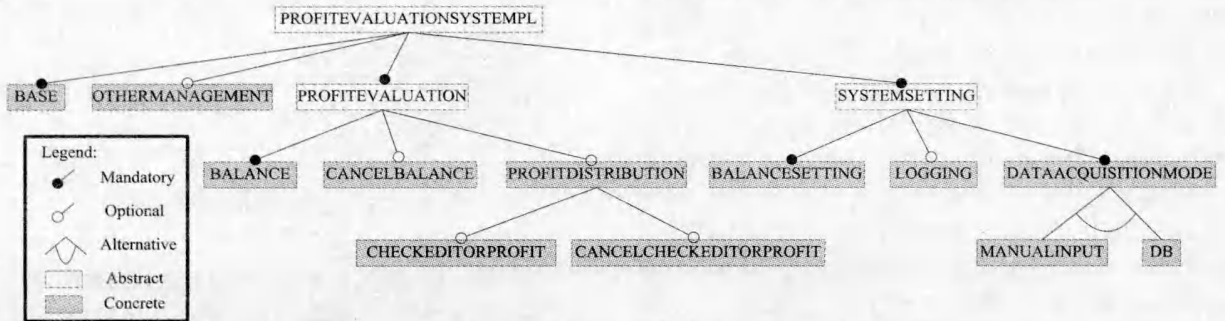 PROFITEVALUATIONSYSTEMPL
BASE
OTHERMANAGEMENT
PROFITEVALUATION
SYSTEMSETTING
BALANCE
CANCELBALANCE
PROFITDISTRIBUTION
BALANCESETTING
LOGGING
DATAACQUISITIONMODE
CHECKEDITORPROFIT
CANCELCHECKEDITORPROFIT
MANUALINPUT
DB
Legend:
Mandatory
Optional
Alternative
Abstract
Concrete